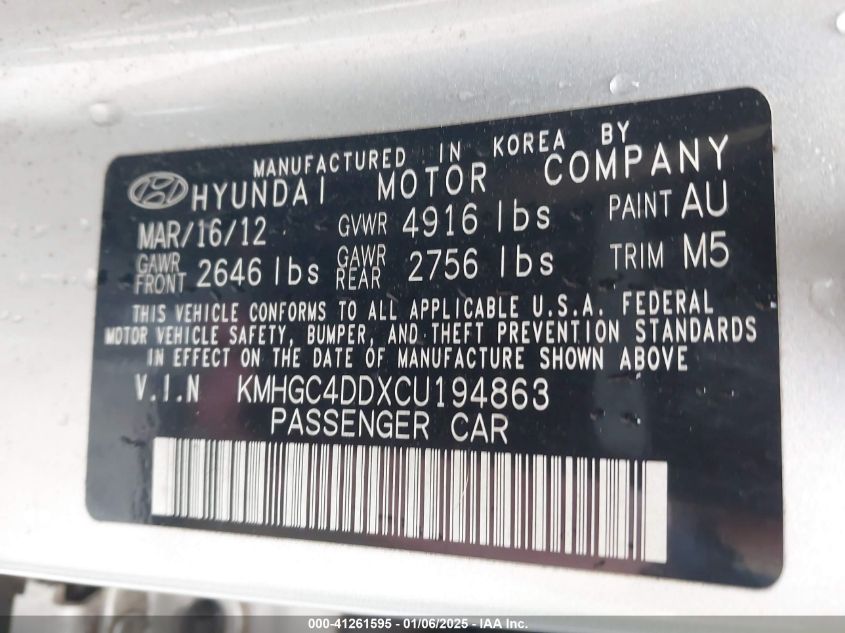 MANUFACTURED IN KOREA BY
HYUNDAI MOTOR COMPANY
MAR/16/12 GVWR 4916 lbs PAINT AU
GAWR FRONT 2646 lbs GAWR REAR 2756 lbs TRIM M5
THIS VEHICLE CONFORMS TO ALL APPLICABLE U.S.A. FEDERAL
MOTOR VEHICLE SAFETY, BUMPER, AND THEFT PREVENTION STANDARDS
IN EFFECT ON THE DATE OF MANUFACTURE SHOWN ABOVE
V.I.N KMHGC4DDXCU194863
PASSENGER CAR
© 41261595 - 01/06/2025 - IAA Inc.